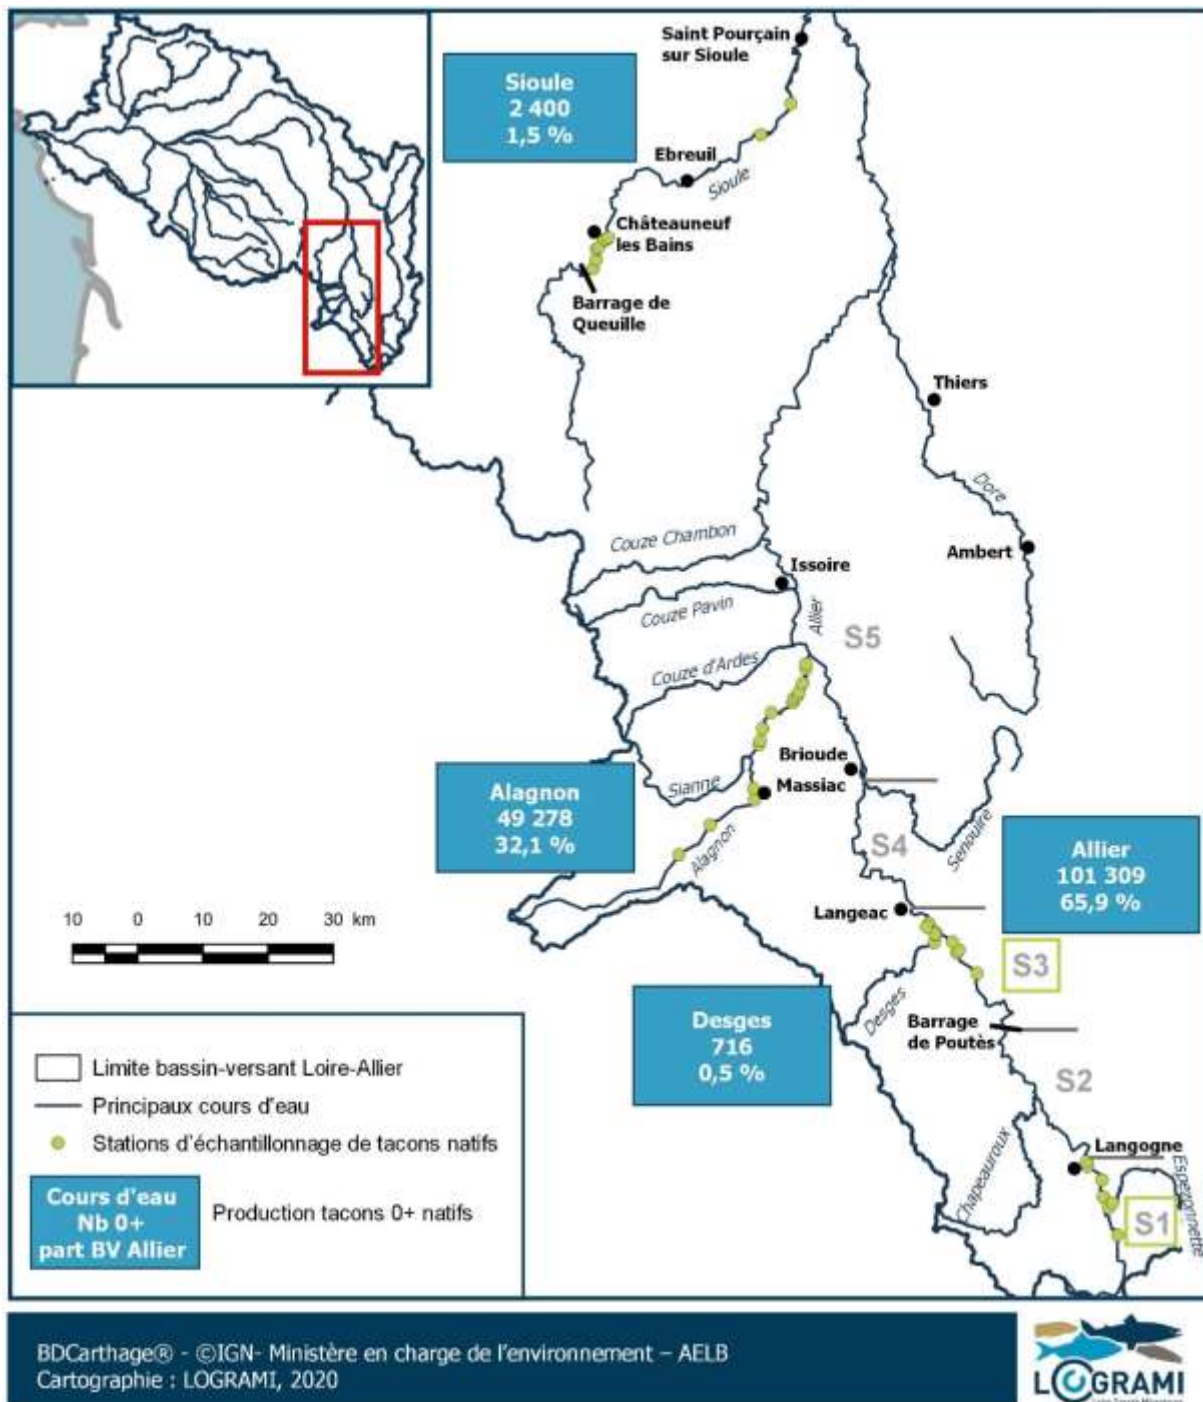 Saint Pourçain
sur Sioule
Sioule
2 400
1,5 %
Ebreuil
Sioule
Châteauneuf
les Bains
Barrage de
Queuille
Thiers
Dore
Couze Chambon
Ambert
Issoire
Couze Pavin
Allier
S5
Couze d'Ardes
Brioude
Massiac
Sianne
Alagnon
49 278
32,1 %
Alagnon
S4
Senouire
Allier
101 309
65,9 %
10 0 10 20 30 km
Langeac
S3
Desges
716
0,5 %
Desges
Barrage
de Poutès
S2
Langogne
Chapeauroux
Espezonnette
S1
Limite bassin-versant Loire-Allier
Principaux cours d'eau
Stations d'échantillonnage de tacons natifs
Cours d'eau
Nb 0+
part BV Allier
Production tacons 0+ natifs
BDCarthage® - ©IGN- Ministère en charge de l'environnement – AELB
Cartographie : LOGRAMI, 2020
LOGRAMI